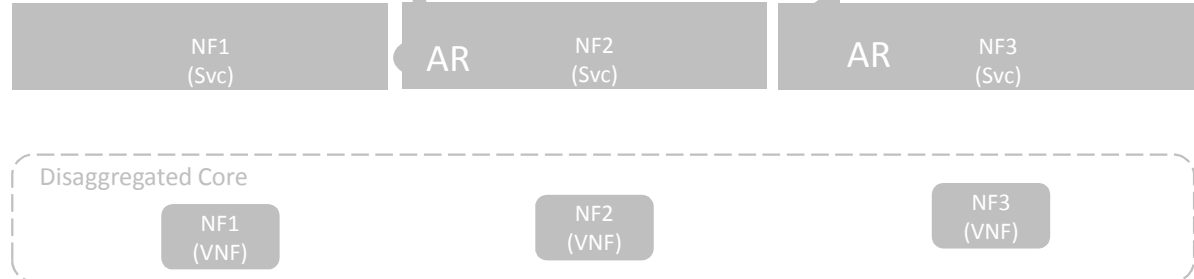 NF1
(Svc)
AR
NF2
(Svc)
AR
NF3
(Svc)
Disaggregated Core
NF1
(VNF)
NF2
(VNF)
NF3
(VNF)